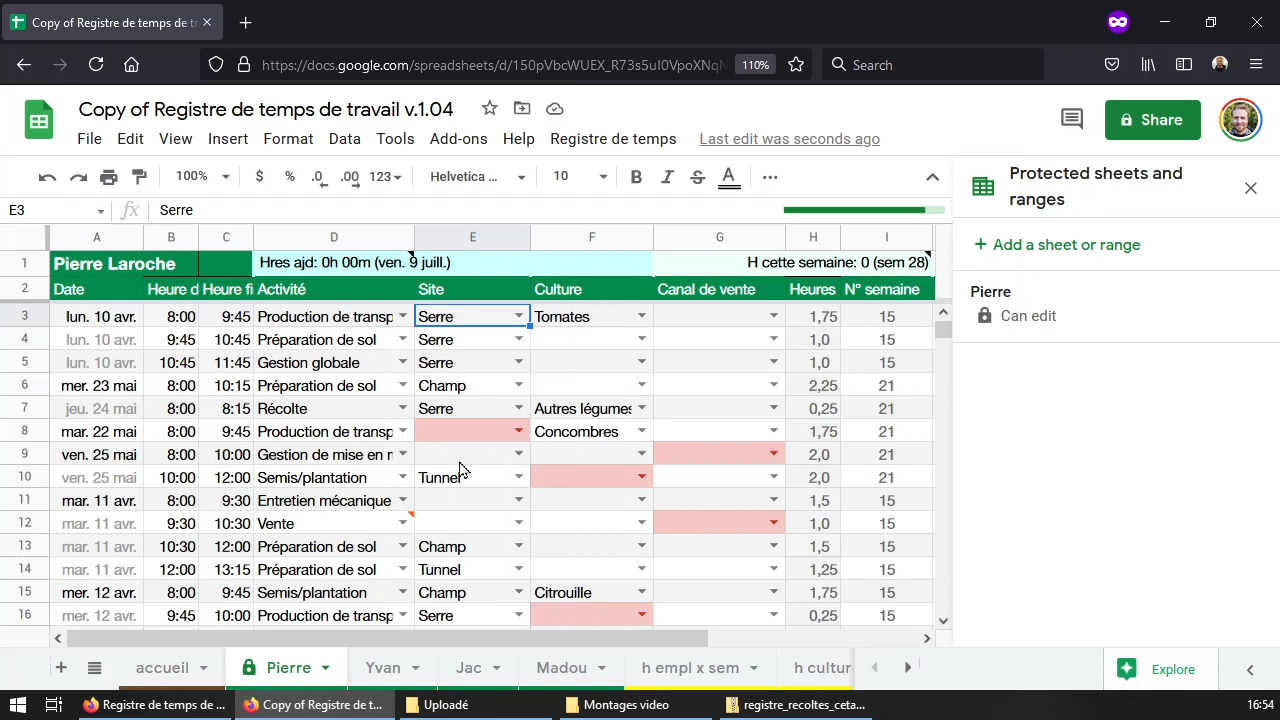 Copy of Registre de temps de tr
Search
https://docs.google.com/spreadsheets/d/150pVbcWUEX_R73s5uI0VpoXNqN
110%
Copy of Registre de temps de travail v.1.04
Share
File Edit View Insert Format Data Tools Add-ons Help Registre de temps Last edit was seconds ago
100% $ % .0 .00 123 Helvetica ... 10 B I S A
Protected sheets and ranges
E3 fx Serre
Add a sheet or range
Pierre
Can edit
A B C D E F G H I
1 Pierre Laroche Hres ajd: 0h 00m (ven. 9 juill.) H cette semaine: 0 (sem 28)
2 Date Heure d Heure fi Activité Site Culture Canal de vente Heures N° semaine
3 lun. 10 avr. 8:00 9:45 Production de transp Serre Tomates 1,75 15
4 lun. 10 avr. 9:45 10:45 Préparation de sol Serre 1,0 15
5 lun. 10 avr. 10:45 11:45 Gestion globale Serre 1,0 15
6 mer. 23 mai 8:00 10:15 Préparation de sol Champ 2,25 21
7 jeu. 24 mai 8:00 8:15 Récolte Serre Autres légumes 0,25 21
8 mar. 22 mai 8:00 9:45 Production de transp Concombres 1,75 21
9 ven. 25 mai 8:00 10:00 Gestion de mise en m 2,0 21
10 ven. 25 mai 10:00 12:00 Semis/plantation Tunnel 2,0 21
11 mar. 11 avr. 8:00 9:30 Entretien mécanique 1,5 15
12 mar. 11 avr. 9:30 10:30 Vente 1,0 15
13 mar. 11 avr. 10:30 12:00 Préparation de sol Champ 1,5 15
14 mar. 11 avr. 12:00 13:15 Préparation de sol Tunnel 1,25 15
15 mer. 12 avr. 8:00 9:45 Semis/plantation Champ Citrouille 1,75 15
16 mer. 12 avr. 9:45 10:00 Production de transp Serre 0,25 15
accueil Pierre Yvan Jac Madou h empl x sem h cultur
Explore
Registre de temps de ... Copy of Registre de t... Uploadé Montages video registre_recoltes_ceta... 16:54